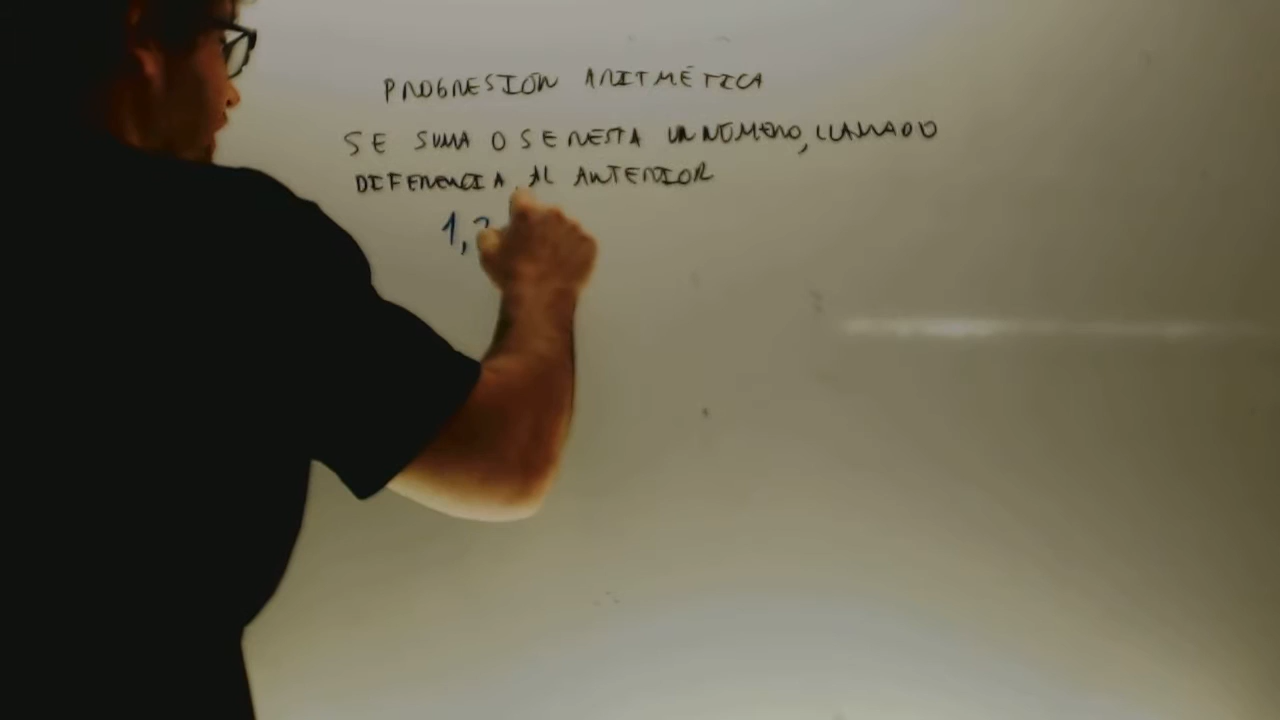 PROGRESIÓN ARITMÉTICA
SE SUMA O SE RESTA UN NÚMERO, LLAMADO
DIFERENCIA AL ANTERIOR
1,